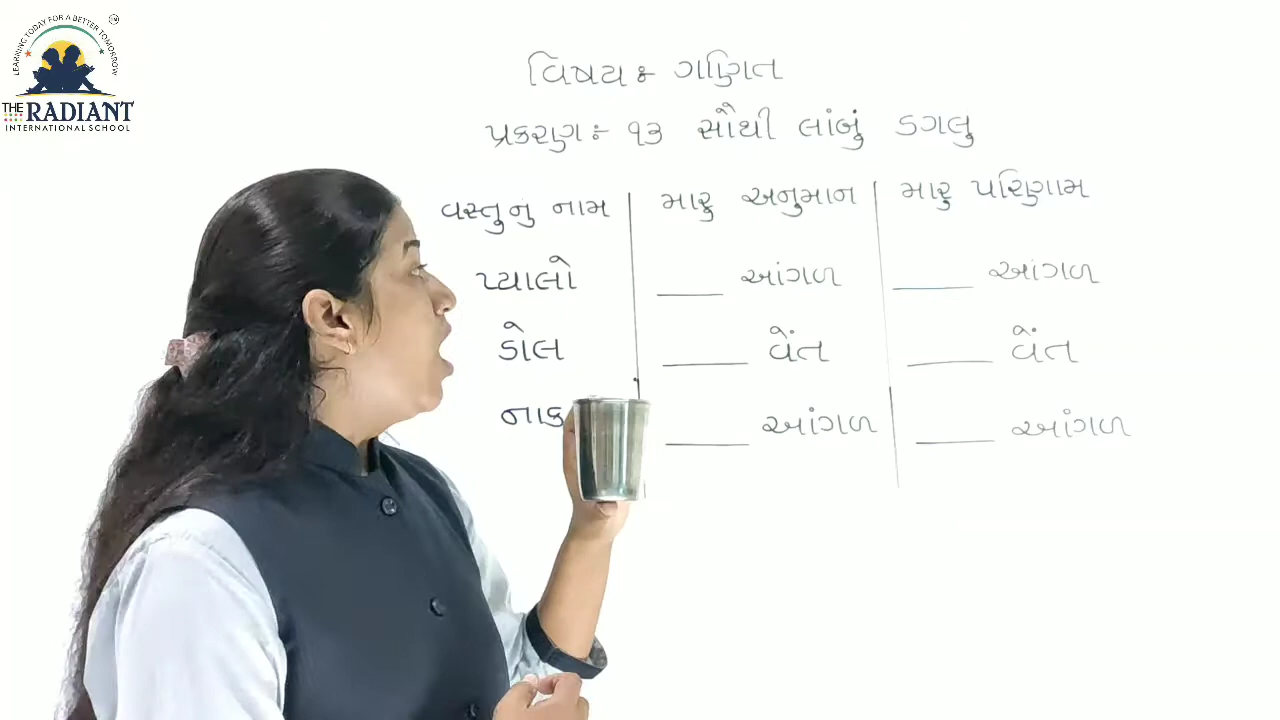 LEARNING TODAY FOR A BETTER TOMORROW
THE RADIANT
INTERNATIONAL SCHOOL
વિષય ઃ ગણિત
પ્રકરણ ઃ- ૧૩ સૌથી લાંબું ડગલુ
વસ્તુનું નામ મારુ અનુમાન મારુ પરિણામ
પ્યાલો ___ આંગળ ___ આંગળ
ડોલ ___ વેંત ___ વેંત
નાક ___ આંગળ ___ આંગળ